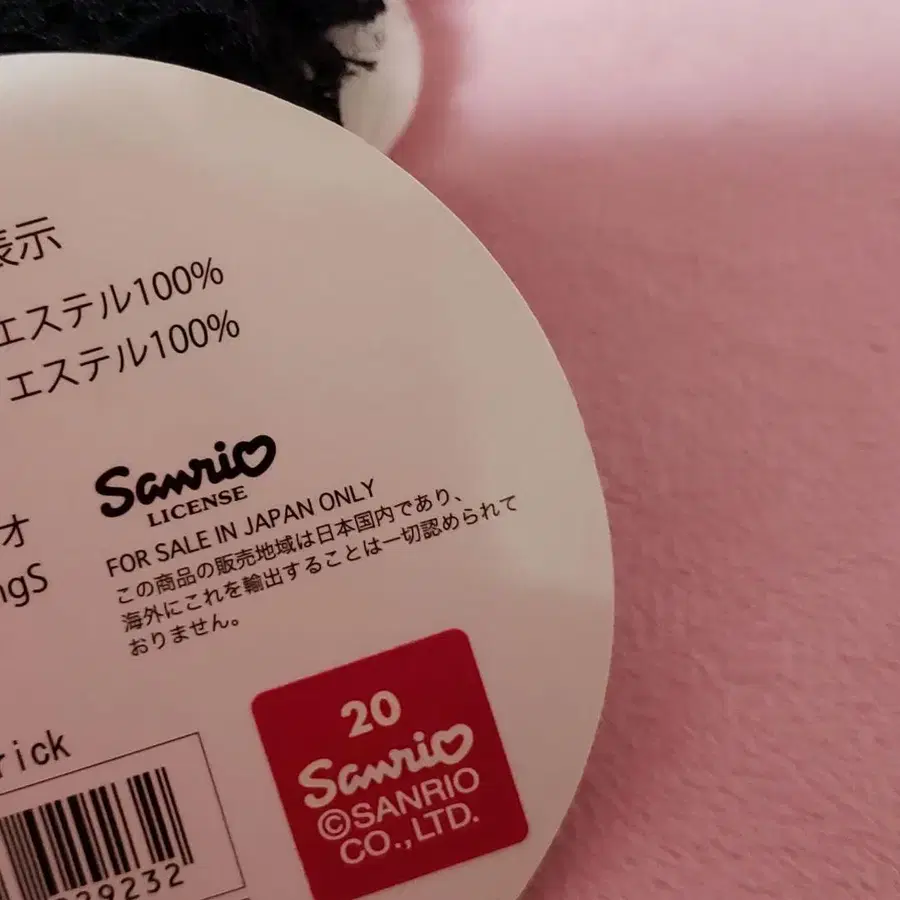 表示
エステル100%
エステル100%
Sanrio
LICENSE
FOR SALE IN JAPAN ONLY
この商品の販売地域は日本国内であり、
海外にこれを輸出することは一切認められて
おりません。
オ
ngS
rick
29232
20
Sanrio
©SANRIO
CO.,LTD.